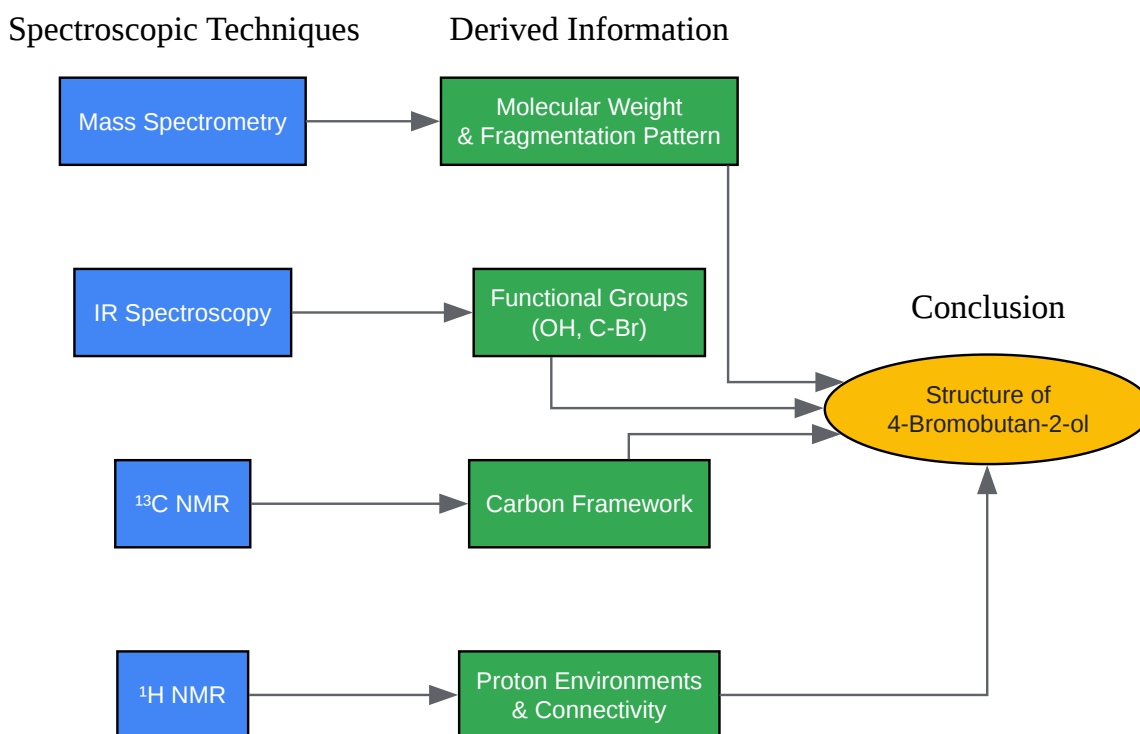 Spectroscopic Techniques
Derived Information
Mass Spectrometry
Molecular Weight
& Fragmentation Pattern
IR Spectroscopy
Functional Groups
(OH, C-Br)
Conclusion
Structure of
4-Bromobutan-2-ol
¹³C NMR
Carbon Framework
¹H NMR
Proton Environments
& Connectivity